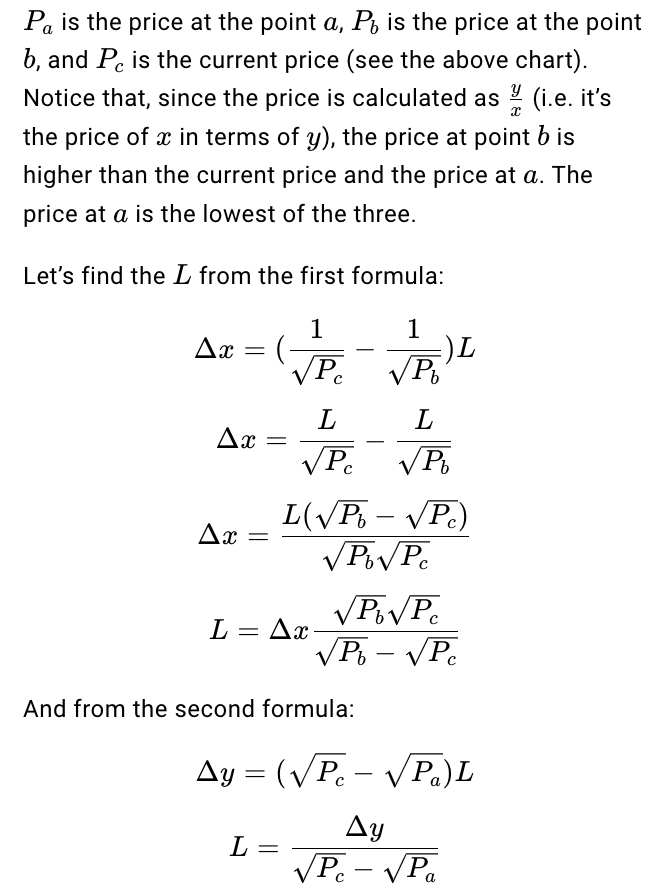 $P_a$ is the price at the point $a$, $P_b$ is the price at the point
$b$, and $P_c$ is the current price (see the above chart).
Notice that, since the price is calculated as $\frac{y}{x}$ (i.e. it’s
the price of $x$ in terms of $y$), the price at point $b$ is
higher than the current price and the price at $a$. The
price at $a$ is the lowest of the three.
Let’s find the $L$ from the first formula:
$\Delta x = (\frac{1}{\sqrt{P_c}} - \frac{1}{\sqrt{P_b}})L$
$\Delta x = \frac{L}{\sqrt{P_c}} - \frac{L}{\sqrt{P_b}}$
$\Delta x = \frac{L(\sqrt{P_b} - \sqrt{P_c})}{\sqrt{P_b}\sqrt{P_c}}$
$L = \Delta x \frac{\sqrt{P_b}\sqrt{P_c}}{\sqrt{P_b} - \sqrt{P_c}}$
And from the second formula:
$\Delta y = (\sqrt{P_c} - \sqrt{P_a})L$
$L = \frac{\Delta y}{\sqrt{P_c} - \sqrt{P_a}}$